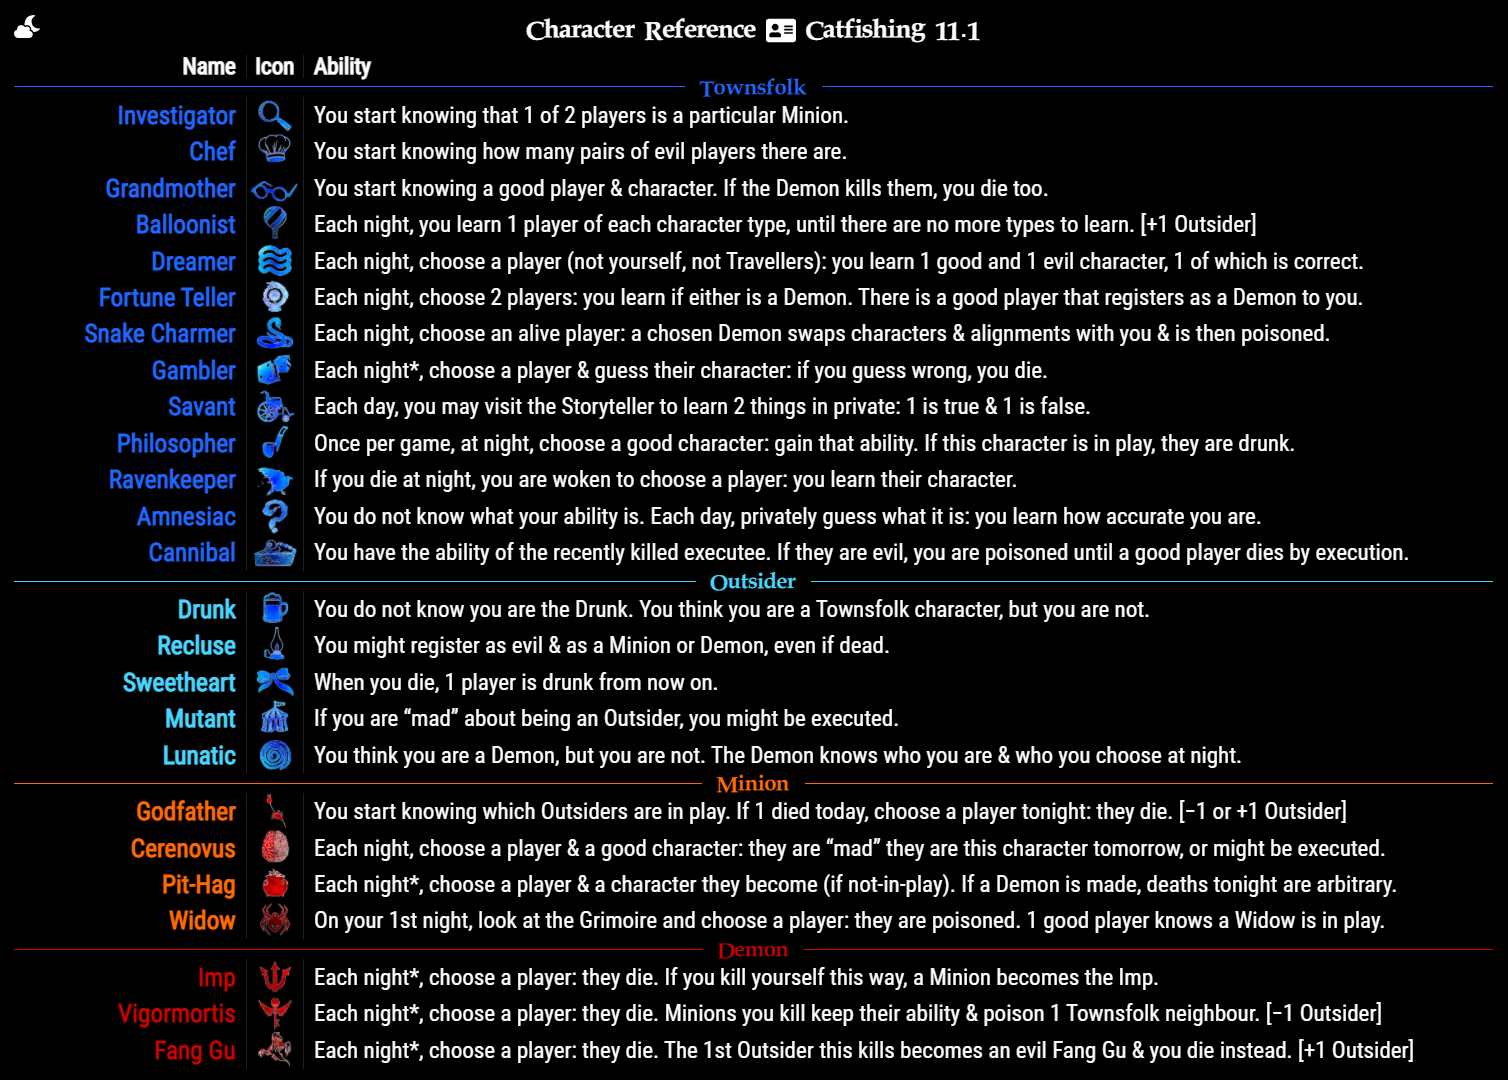 Character Reference Catfishing 11.1
Name Icon Ability
Townsfolk
Investigator You start knowing that 1 of 2 players is a particular Minion.
Chef You start knowing how many pairs of evil players there are.
Grandmother You start knowing a good player & character. If the Demon kills them, you die too.
Balloonist Each night, you learn 1 player of each character type, until there are no more types to learn. [+1 Outsider]
Dreamer Each night, choose a player (not yourself, not Travellers): you learn 1 good and 1 evil character, 1 of which is correct.
Fortune Teller Each night, choose 2 players: you learn if either is a Demon. There is a good player that registers as a Demon to you.
Snake Charmer Each night, choose an alive player: a chosen Demon swaps characters & alignments with you & is then poisoned.
Gambler Each night*, choose a player & guess their character: if you guess wrong, you die.
Savant Each day, you may visit the Storyteller to learn 2 things in private: 1 is true & 1 is false.
Philosopher Once per game, at night, choose a good character: gain that ability. If this character is in play, they are drunk.
Ravenkeeper If you die at night, you are woken to choose a player: you learn their character.
Amnesiac You do not know what your ability is. Each day, privately guess what it is: you learn how accurate you are.
Cannibal You have the ability of the recently killed executee. If they are evil, you are poisoned until a good player dies by execution.
Outsider
Drunk You do not know you are the Drunk. You think you are a Townsfolk character, but you are not.
Recluse You might register as evil & as a Minion or Demon, even if dead.
Sweetheart When you die, 1 player is drunk from now on.
Mutant If you are “mad” about being an Outsider, you might be executed.
Lunatic You think you are a Demon, but you are not. The Demon knows who you are & who you choose at night.
Minion
Godfather You start knowing which Outsiders are in play. If 1 died today, choose a player tonight: they die. [−1 or +1 Outsider]
Cerenovus Each night, choose a player & a good character: they are “mad” they are this character tomorrow, or might be executed.
Pit-Hag Each night*, choose a player & a character they become (if not-in-play). If a Demon is made, deaths tonight are arbitrary.
Widow On your 1st night, look at the Grimoire and choose a player: they are poisoned. 1 good player knows a Widow is in play.
Demon
Imp Each night*, choose a player: they die. If you kill yourself this way, a Minion becomes the Imp.
Vigormortis Each night*, choose a player: they die. Minions you kill keep their ability & poison 1 Townsfolk neighbour. [−1 Outsider]
Fang Gu Each night*, choose a player: they die. The 1st Outsider this kills becomes an evil Fang Gu & you die instead. [+1 Outsider]